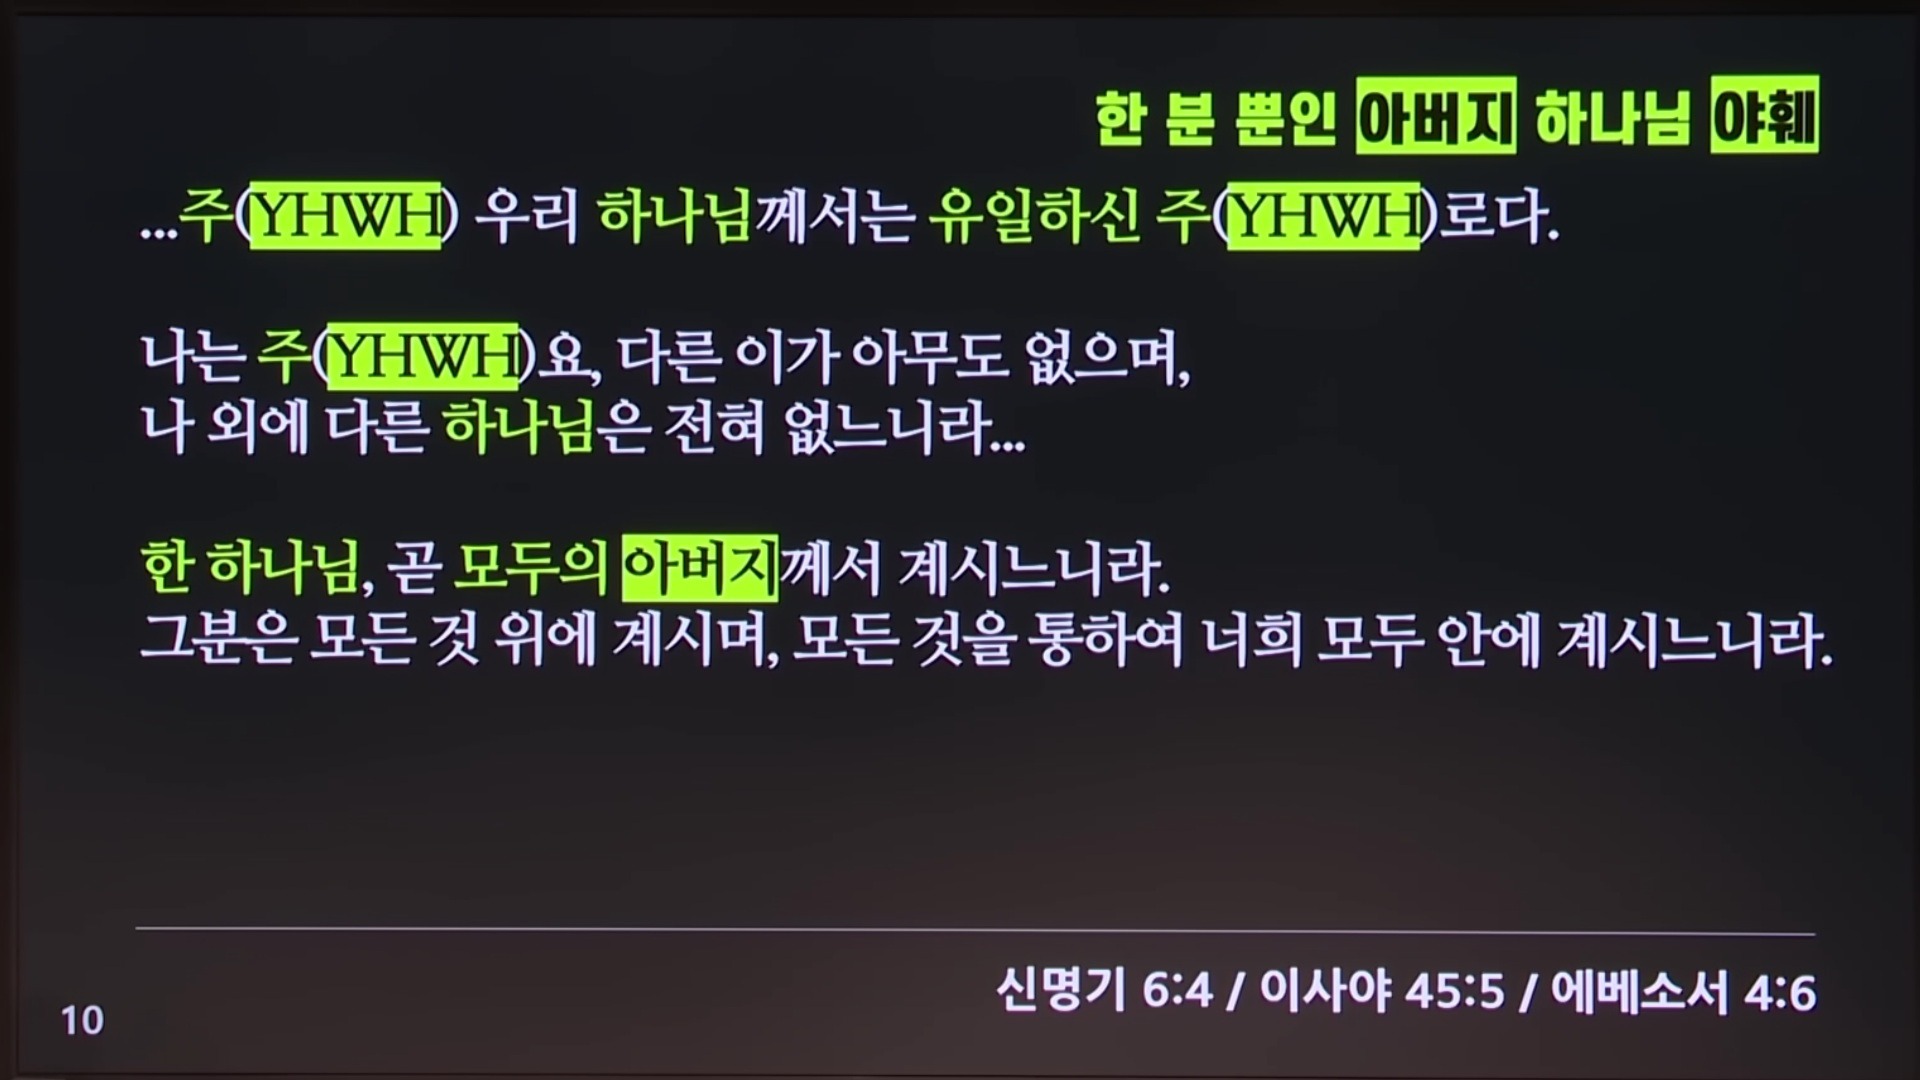 한 분 뿐인 아버지 하나님 야훼
...주(YHWH) 우리 하나님께서는 유일하신 주(YHWH)로다.
나는 주(YHWH)요, 다른 이가 아무도 없으며,
나 외에 다른 하나님은 전혀 없느니라...
한 하나님, 곧 모두의 아버지께서 계시느니라.
그분은 모든 것 위에 계시며, 모든 것을 통하여 너희 모두 안에 계시느니라.
신명기 6:4 / 이사야 45:5 / 에베소서 4:6
10